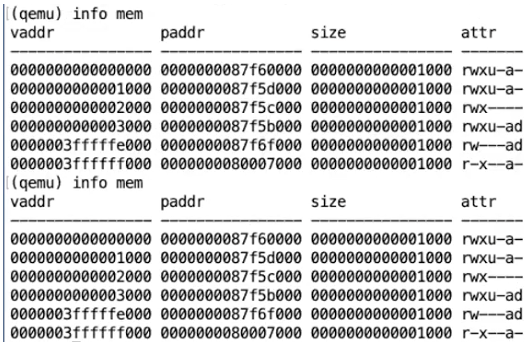 (qemu) info mem
vaddr            paddr            size             attr
---------------- ---------------- ---------------- -------
0000000000000000 0000000087f60000 0000000000001000 rwxu-a-
0000000000001000 0000000087f5d000 0000000000001000 rwxu-a-
0000000000002000 0000000087f5c000 0000000000001000 rwx----
0000000000003000 0000000087f5b000 0000000000001000 rwxu-ad
0000003fffffe000 0000000087f6f000 0000000000001000 rw---ad
0000003ffffff000 0000000080007000 0000000000001000 r-x--a-
(qemu) info mem
vaddr            paddr            size             attr
---------------- ---------------- ---------------- -------
0000000000000000 0000000087f60000 0000000000001000 rwxu-a-
0000000000001000 0000000087f5d000 0000000000001000 rwxu-a-
0000000000002000 0000000087f5c000 0000000000001000 rwx----
0000000000003000 0000000087f5b000 0000000000001000 rwxu-ad
0000003fffffe000 0000000087f6f000 0000000000001000 rw---ad
0000003ffffff000 0000000080007000 0000000000001000 r-x--a-